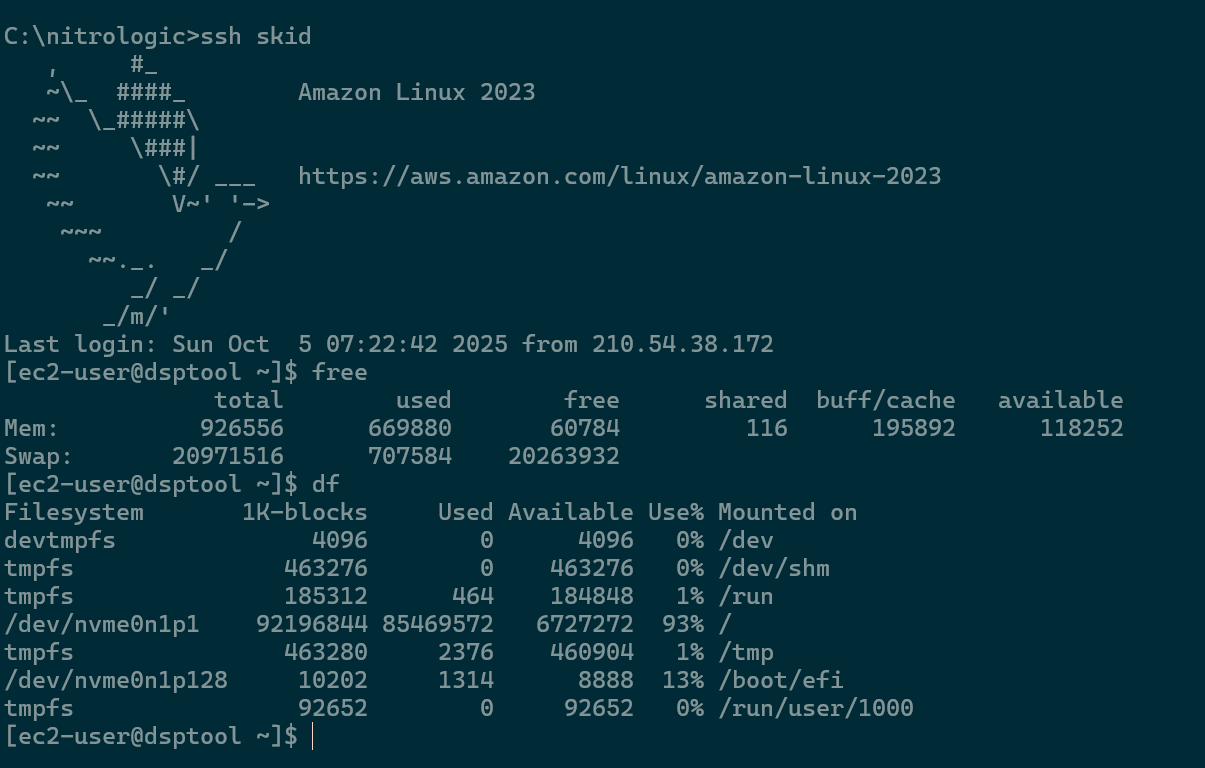 C:\nitrologic>ssh skid
   ,     #_
   ~\_  ####_        Amazon Linux 2023
  ~~  \_#####\
  ~~     \###|
  ~~       \#/ ___   https://aws.amazon.com/linux/amazon-linux-2023
   ~~       V~' '->
    ~~~         /
      ~~._.   _/
         _/ _/
       _/m/'
Last login: Sun Oct  5 07:22:42 2025 from 210.54.38.172
[ec2-user@dsptool ~]$ free
               total        used        free      shared  buff/cache   available
Mem:          926556      669880       60784         116      195892      118252
Swap:       20971516      707584    20263932
[ec2-user@dsptool ~]$ df
Filesystem       1K-blocks     Used Available Use% Mounted on
devtmpfs              4096        0      4096   0% /dev
tmpfs               463276        0    463276   0% /dev/shm
tmpfs               185312      464    184848   1% /run
/dev/nvme0n1p1    92196844 85469572   6727272  93% /
tmpfs               463280     2376    460904   1% /tmp
/dev/nvme0n1p128     10202     1314      8888  13% /boot/efi
tmpfs                92652        0     92652   0% /run/user/1000
[ec2-user@dsptool ~]$